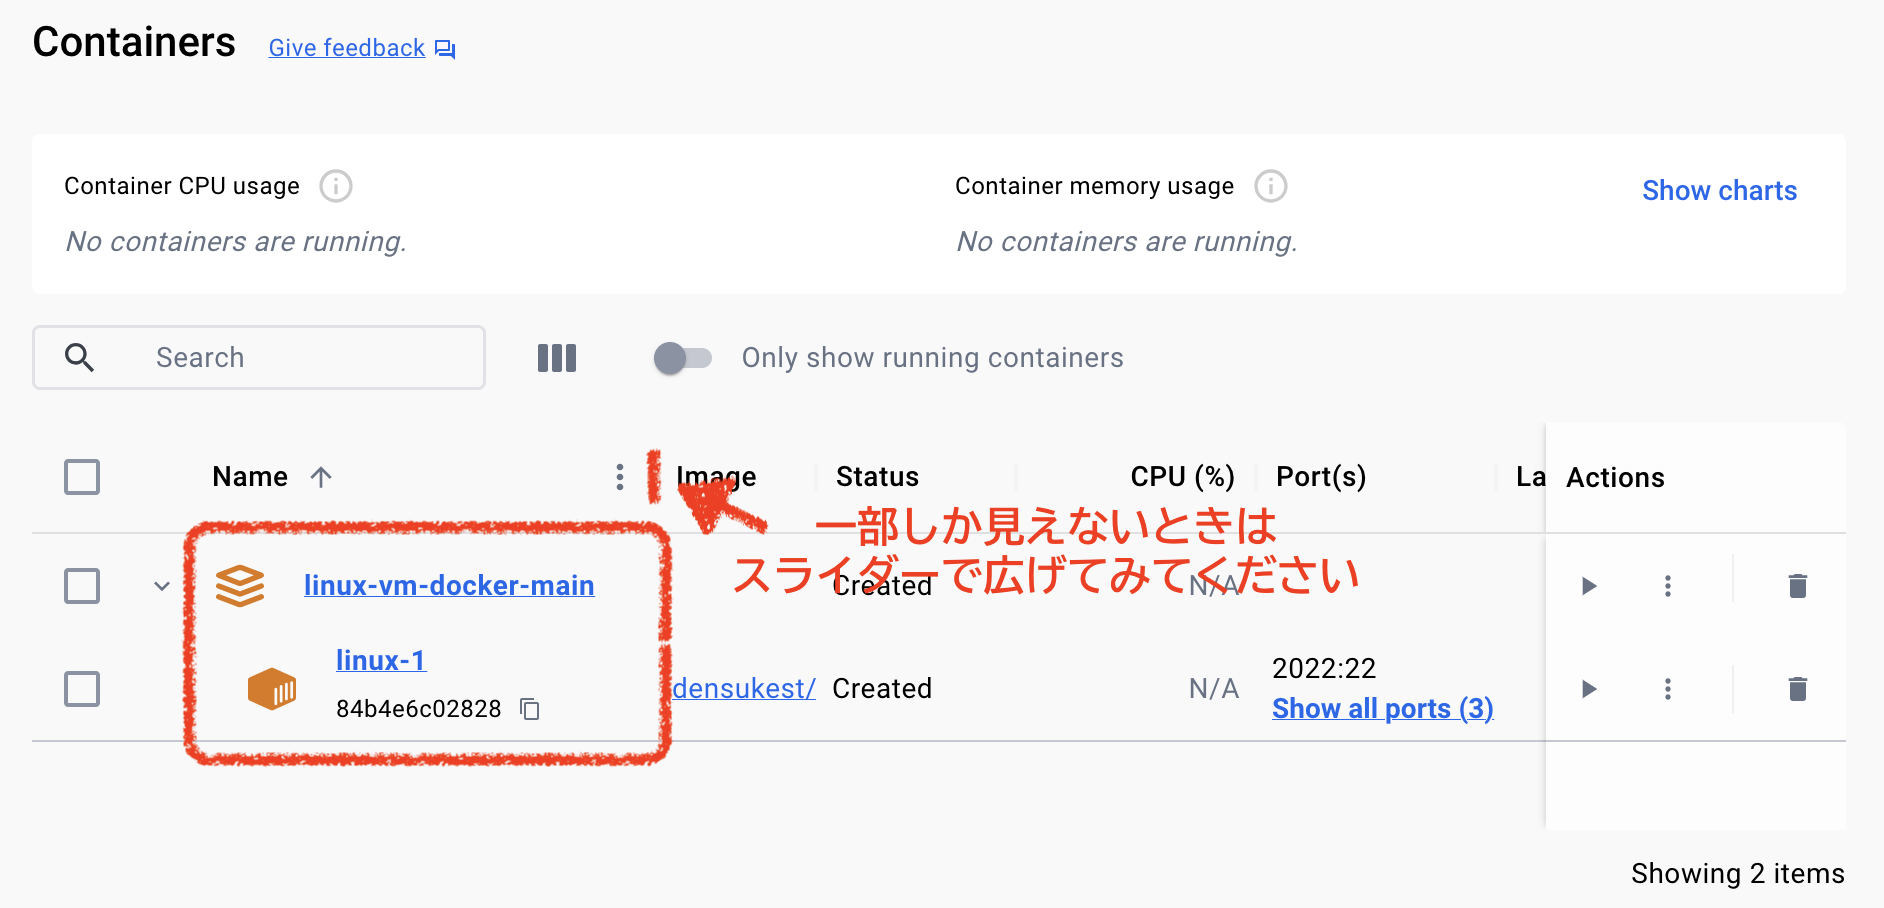 Containers Give feedback
Container CPU usage
No containers are running.
Container memory usage
No containers are running.
Show charts
Search
Only show running containers
Name Image Status CPU (%) Port(s) La Actions
一部しか見えないときは
スライダーで広げてみてください
linux-vm-docker-main Created N/A
linux-1
84b4e6c02828
densukest/ Created N/A
2022:22
Show all ports (3)
Showing 2 items